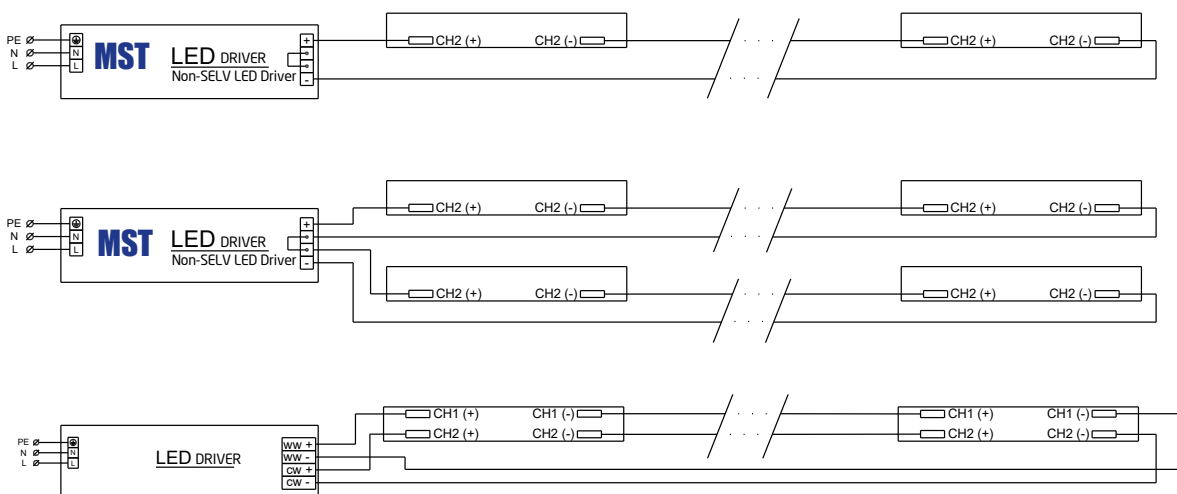 PE
N
L
N
L
MST
LED DRIVER
Non-SELV LED Driver
+
-
CH2 (+) CH2 (-)
CH2 (+) CH2 (-)
PE
N
L
N
L
MST
LED DRIVER
Non-SELV LED Driver
+
-
CH2 (+) CH2 (-)
CH2 (+) CH2 (-)
CH2 (+) CH2 (-)
CH2 (+) CH2 (-)
PE
N
L
N
L
LED DRIVER
WW +
WW -
CW +
CW -
CH1 (+) CH1 (-)
CH2 (+) CH2 (-)
CH1 (+) CH1 (-)
CH2 (+) CH2 (-)